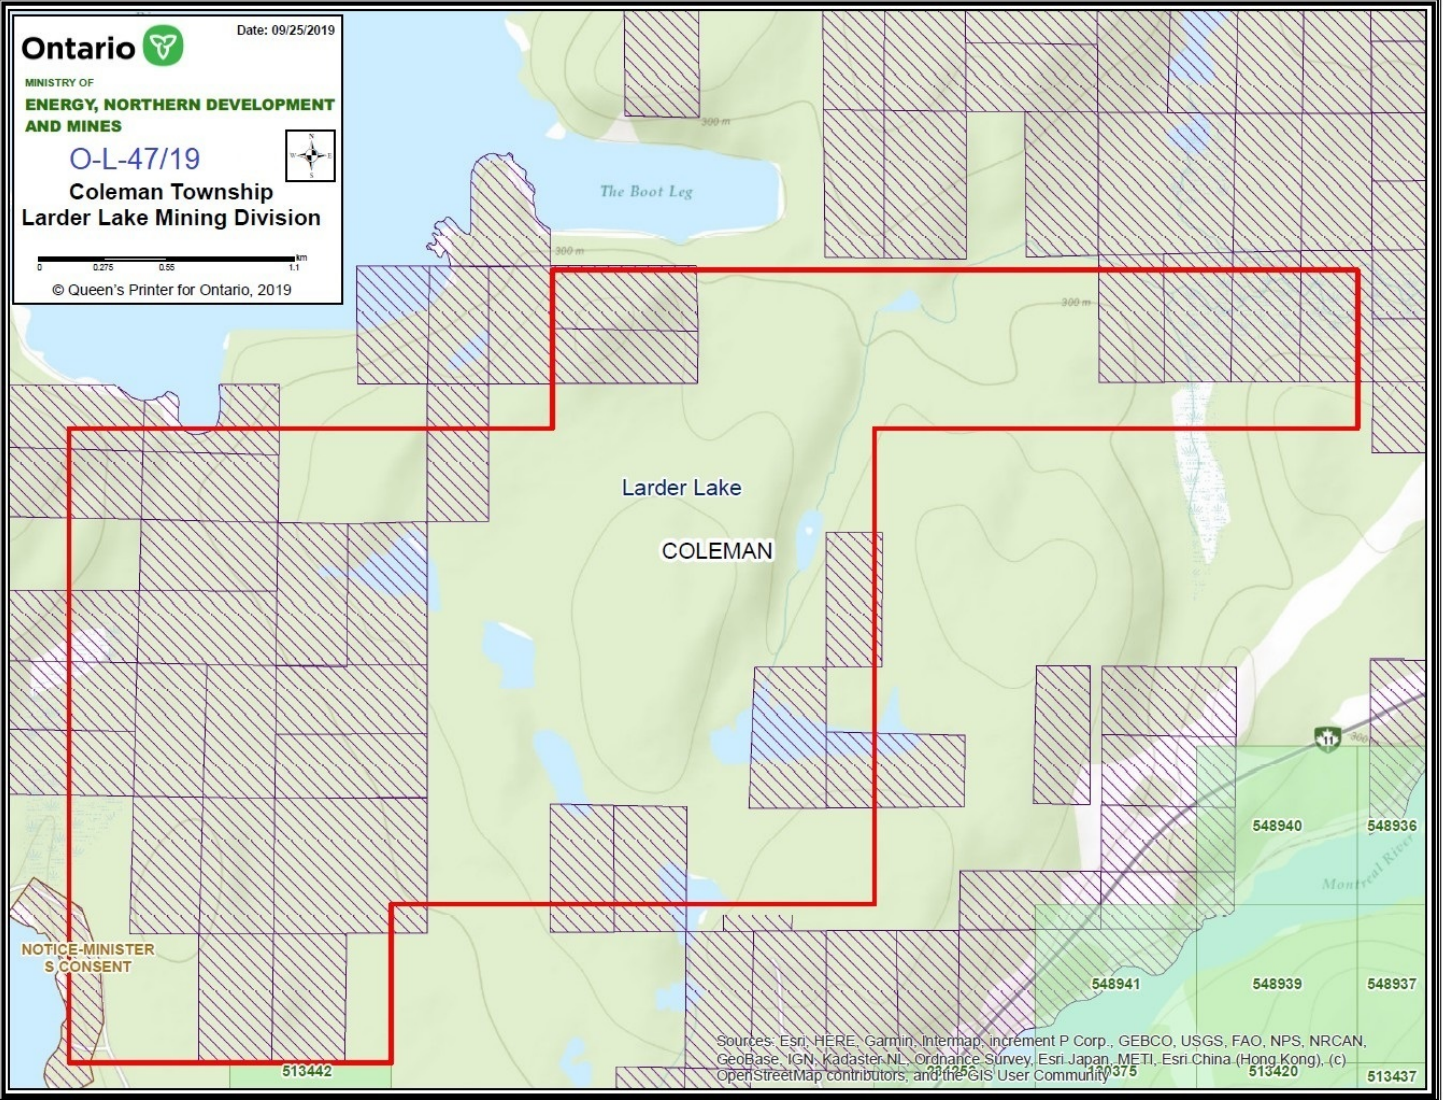 Ontario
Date: 09/25/2019
MINISTRY OF
ENERGY, NORTHERN DEVELOPMENT
AND MINES
O-L-47/19
N
W
E
S
Coleman Township
Larder Lake Mining Division
km
0 0.275 0.55 1.1
© Queen's Printer for Ontario, 2019
300 m
The Boot Leg
300 m
300 m
Larder Lake
COLEMAN
11
548940
548936
Montreal River
NOTICE-MINISTER
S CONSENT
548941
548939
548937
Sources: Esri, HERE, Garmin, Intermap, increment P Corp., GEBCO, USGS, FAO, NPS, NRCAN,
GeoBase, IGN, Kadaster NL, Ordnance Survey, Esri Japan, METI, Esri China (Hong Kong), (c)
OpenStreetMap contributors, and the GIS User Community
513442
513420
513437